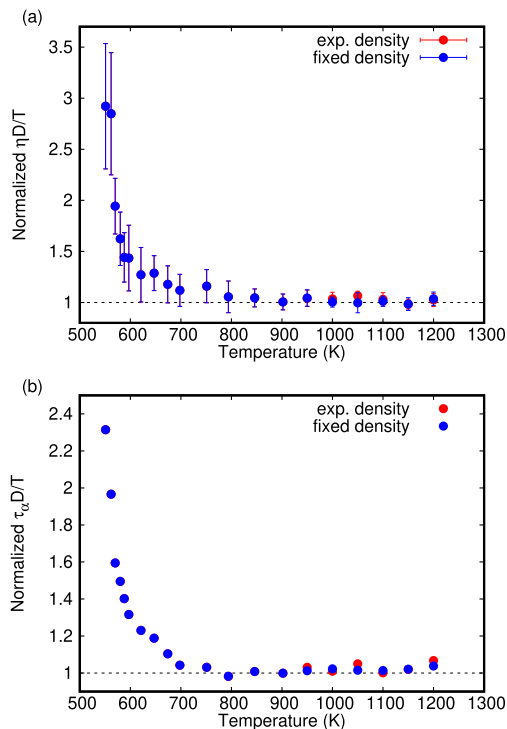 (a)
Normalized ηD/T
exp. density
fixed density
3.5
3
2.5
2
1.5
1
500 600 700 800 900 1000 1100 1200 1300
Temperature (K)
(b)
Normalized ταD/T
exp. density
fixed density
2.4
2.2
2
1.8
1.6
1.4
1.2
1
500 600 700 800 900 1000 1100 1200 1300
Temperature (K)